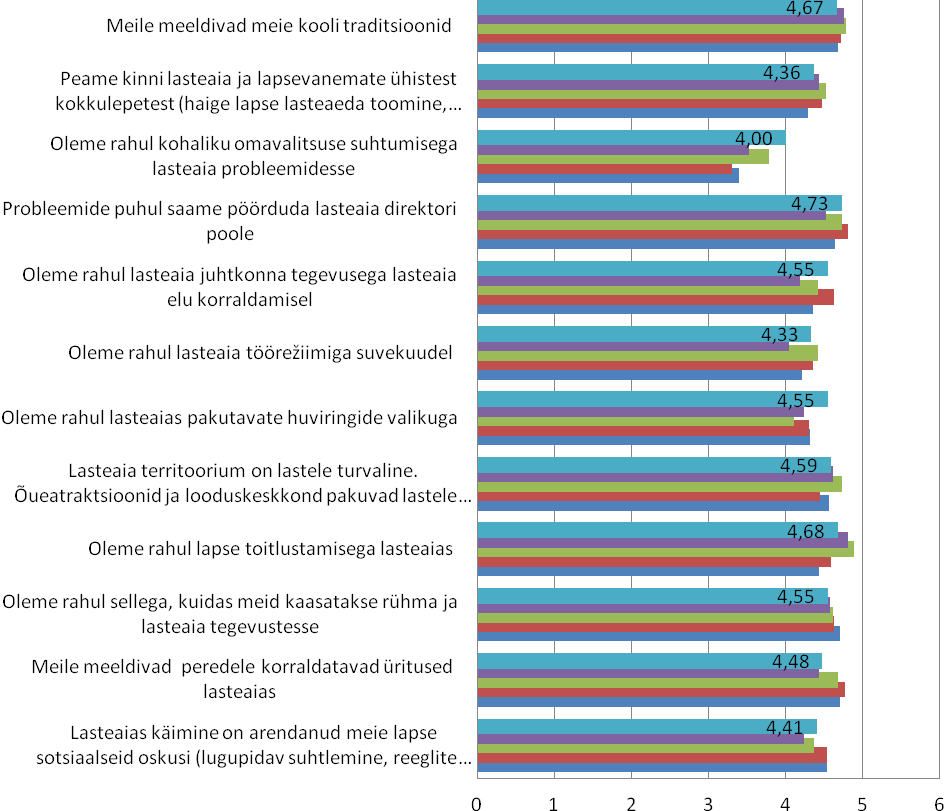 Meile meeldivad meie kooli traditsioonid
4,67
Peame kinni lasteaia ja lapsevanemate ühistest
kokkulepetest (haige lapse lasteaeda toomine,...
4,36
Oleme rahul kohaliku omavalitsuse suhtumisega
lasteaia probleemidesse
4,00
Probleemide puhul saame pöörduda lasteaia direktori
poole
4,73
Oleme rahul lasteaia juhtkonna tegevusega lasteaia
elu korraldamisel
4,55
Oleme rahul lasteaia töörežiimiga suvekuudel
4,33
Oleme rahul lasteaias pakutavate huviringide valikuga
4,55
Lasteaia territoorium on lastele turvaline.
Õueatraktsioonid ja looduskeskkond pakuvad lastele...
4,59
Oleme rahul lapse toitlustamisega lasteaias
4,68
Oleme rahul sellega, kuidas meid kaasatakse rühma ja
lasteaia tegevustesse
4,55
Meile meeldivad peredele korraldatavad üritused
lasteaias
4,48
Lasteaias käimine on arendanud meie lapse
sotsiaalseid oskusi (lugupidav suhtlemine, reeglite...
4,41
0 1 2 3 4 5 6